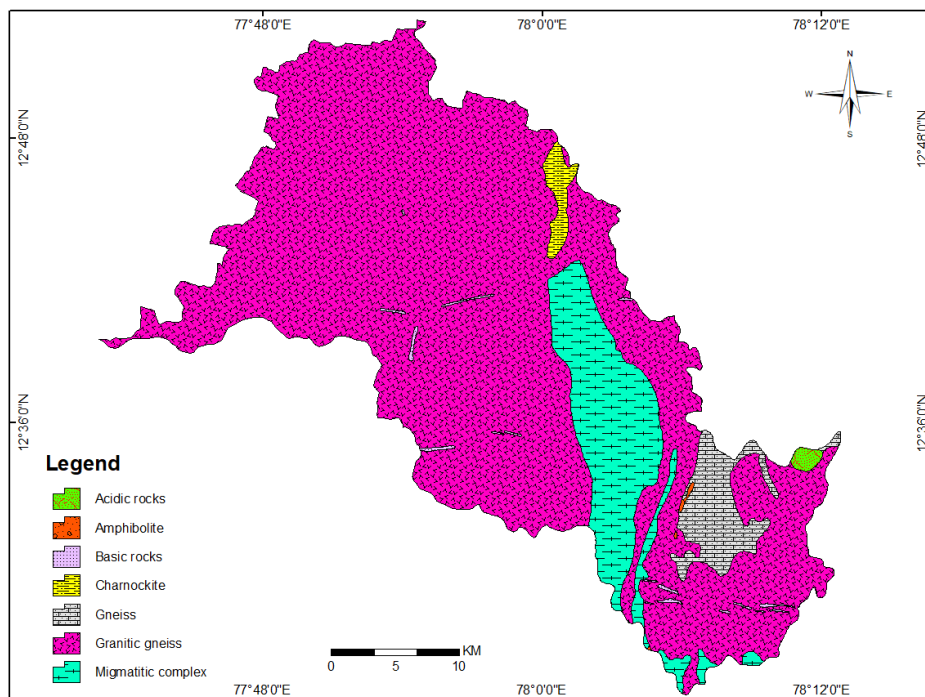 77°48'0"E
78°0'0"E
78°12'0"E
N
W
E
S
12°48'0"N
12°48'0"N
12°36'0"N
12°36'0"N
Legend
Acidic rocks
Amphibolite
Basic rocks
Charnockite
Gneiss
Granitic gneiss
Migmatitic complex
KM
0
5
10
77°48'0"E
78°0'0"E
78°12'0"E